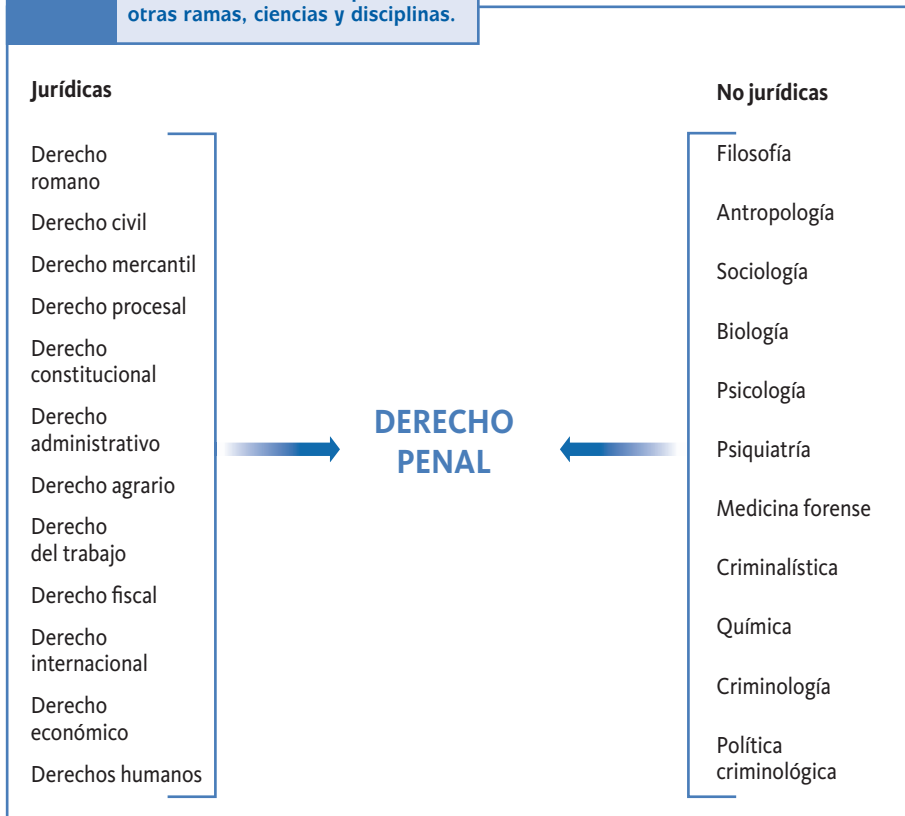 otras ramas, ciencias y disciplinas.
Jurídicas
Derecho
romano
Derecho civil
Derecho mercantil
Derecho procesal
Derecho
constitucional
Derecho
administrativo
Derecho agrario
Derecho
del trabajo
Derecho fiscal
Derecho
internacional
Derecho
económico
Derechos humanos
DERECHO
PENAL
No jurídicas
Filosofía
Antropología
Sociología
Biología
Psicología
Psiquiatría
Medicina forense
Criminalística
Química
Criminología
Política
criminológica